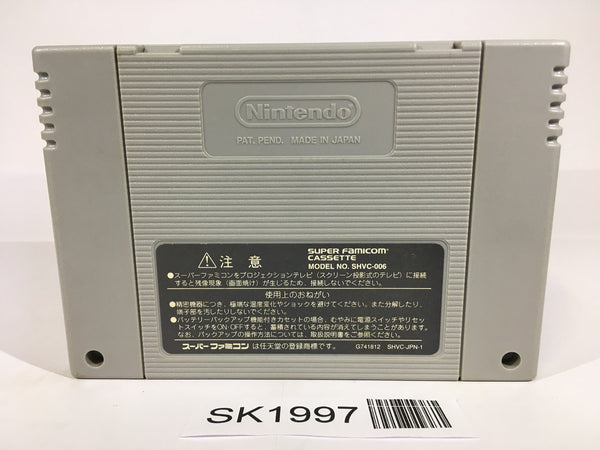 Nintendo
PAT. PEND. MADE IN JAPAN
注意
SUPER FAMICOM
CASSETTE
MODEL NO. SHVC-006
●スーパーファミコンをプロジェクションテレビ（スクリーン投影式のテレビ）に接続
すると残像現象（画面焼け）が生じるため、接続しないでください。
使用上のおねがい
●精密機器につき、極端な温度変化やショックを避けてください。また分解したり、
端子部を汚したりしないでください。
●バッテリーバックアップ機能付きカセットの場合、むやみに電源スイッチやリセッ
トスイッチをON・OFFすると、蓄積されている内容が消えてしまうことがあります。
なお、バックアップの操作方法については、取扱説明書をご参照ください。
スーパーファミコン は任天堂の登録商標です。 G741812 SHVC-JPN-1
SK1997